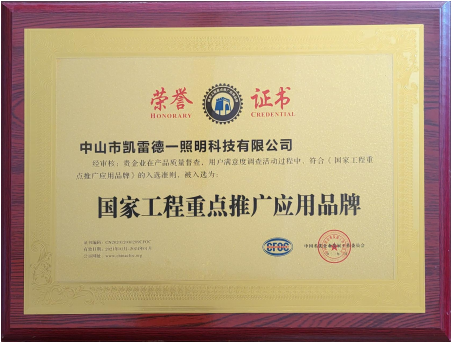 荣誉 证书
HONORARY CREDENTIAL
中山市凯雷德一照明科技有限公司
经审核：贵企业在产品质量督查、用户满意度调查活动过程中，符合《国家工程重
点推广应用品牌》的入选准则，被入选为：
国家工程重点推广应用品牌
CFOC